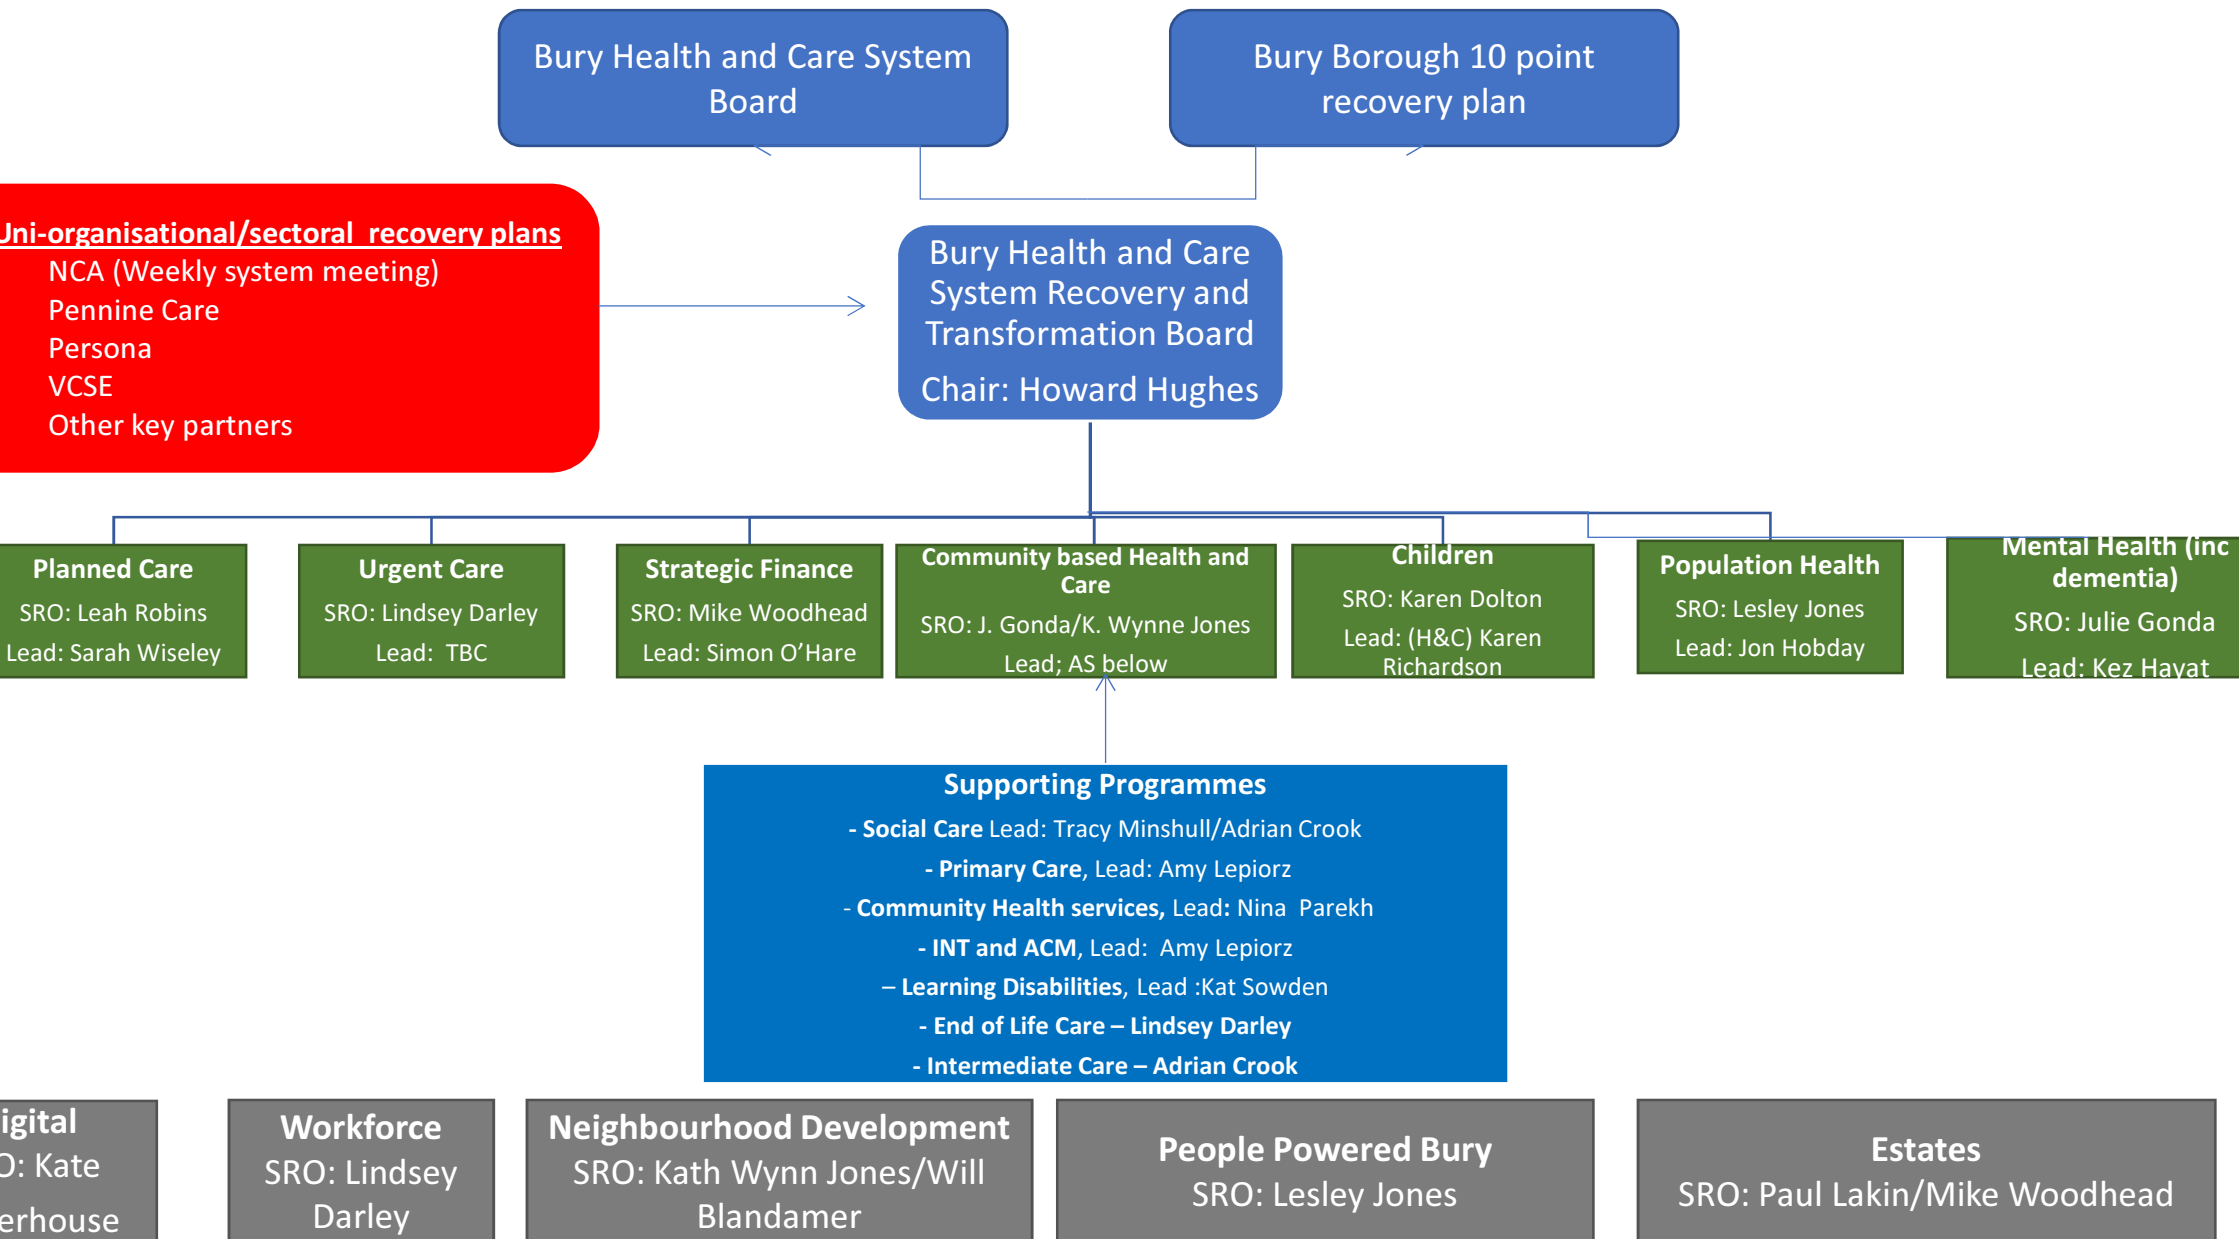 Bury Health and Care System
Board
Bury Borough 10 point
recovery plan
Uni-organisational/sectoral recovery plans
NCA (Weekly system meeting)
Pennine Care
Persona
VCSE
Other key partners
Bury Health and Care
System Recovery and
Transformation Board
Chair: Howard Hughes
Planned Care
SRO: Leah Robins
Lead: Sarah Wiseley
Urgent Care
SRO: Lindsey Darley
Lead: TBC
Strategic Finance
SRO: Mike Woodhead
Lead: Simon O’Hare
Community based Health and
Care
SRO: J. Gonda/K. Wynne Jones
Lead; AS below
Children
SRO: Karen Dolton
Lead: (H&C) Karen
Richardson
Population Health
SRO: Lesley Jones
Lead: Jon Hobday
Mental Health (inc
dementia)
SRO: Julie Gonda
Lead: Kez Hayat
Supporting Programmes
- Social Care Lead: Tracy Minshull/Adrian Crook
- Primary Care, Lead: Amy Lepiorz
- Community Health services, Lead: Nina Parekh
- INT and ACM, Lead: Amy Lepiorz
– Learning Disabilities, Lead :Kat Sowden
- End of Life Care – Lindsey Darley
- Intermediate Care – Adrian Crook
igital
O: Kate
erhouse
Workforce
SRO: Lindsey
Darley
Neighbourhood Development
SRO: Kath Wynn Jones/Will
Blandamer
People Powered Bury
SRO: Lesley Jones
Estates
SRO: Paul Lakin/Mike Woodhead